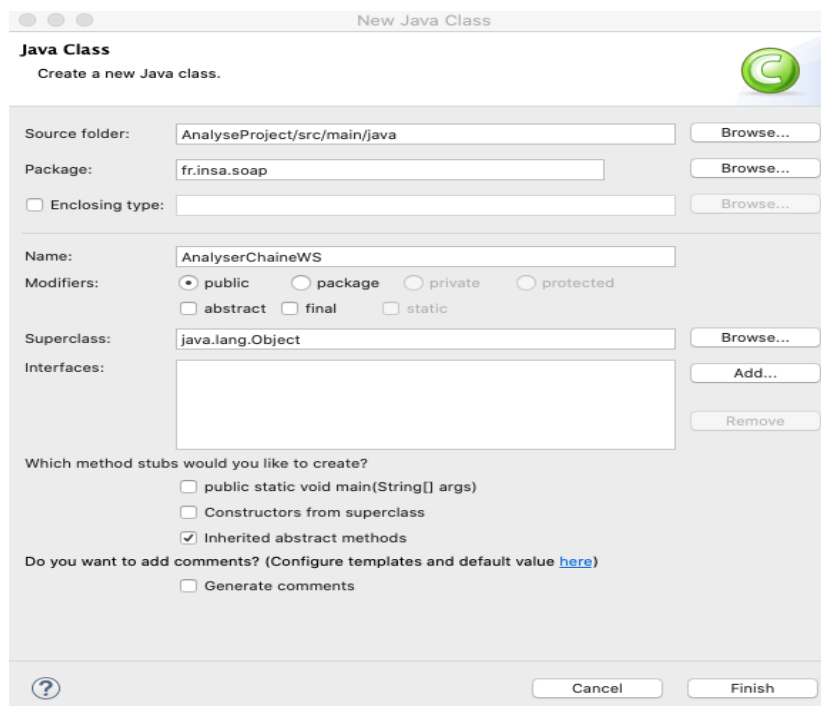 New Java Class
Java Class
Create a new Java class.
Source folder: AnalyseProject/src/main/java Browse...
Package: fr.insa.soap Browse...
Enclosing type: Browse...
Name: AnalyserChaineWS
Modifiers: public package private protected
abstract final static
Superclass: java.lang.Object Browse...
Interfaces: Add...
Remove
Which method stubs would you like to create?
public static void main(String[] args)
Constructors from superclass
Inherited abstract methods
Do you want to add comments? (Configure templates and default value here)
Generate comments
? Cancel Finish